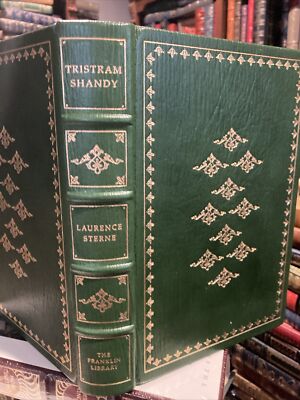 TRISTRAM
SHANDY
LAURENCE
STERNE
THE
FRANKLIN
LIBRARY